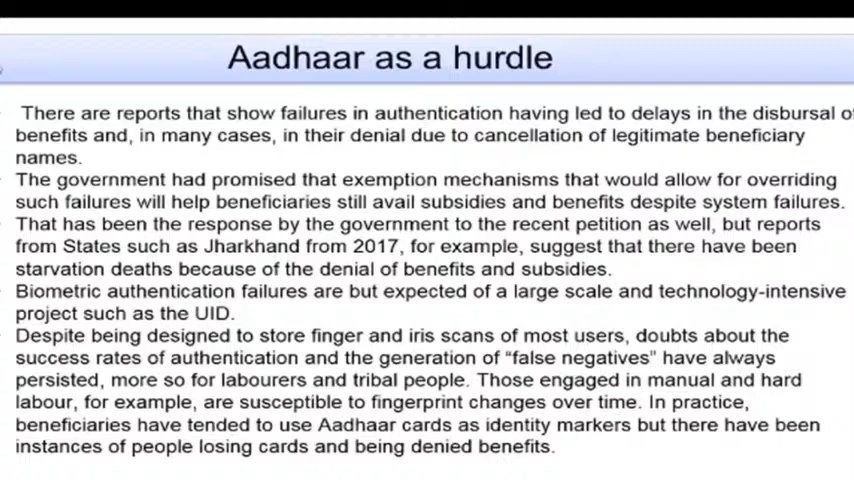 Aadhaar as a hurdle
There are reports that show failures in authentication having led to delays in the disbursal of
benefits and, in many cases, in their denial due to cancellation of legitimate beneficiary
names.
The government had promised that exemption mechanisms that would allow for overriding
such failures will help beneficiaries still avail subsidies and benefits despite system failures.
That has been the response by the government to the recent petition as well, but reports
from States such as Jharkhand from 2017, for example, suggest that there have been
starvation deaths because of the denial of benefits and subsidies.
Biometric authentication failures are but expected of a large scale and technology-intensive
project such as the UID.
Despite being designed to store finger and iris scans of most users, doubts about the
success rates of authentication and the generation of “false negatives” have always
persisted, more so for labourers and tribal people. Those engaged in manual and hard
labour, for example, are susceptible to fingerprint changes over time. In practice,
beneficiaries have tended to use Aadhaar cards as identity markers but there have been
instances of people losing cards and being denied benefits.